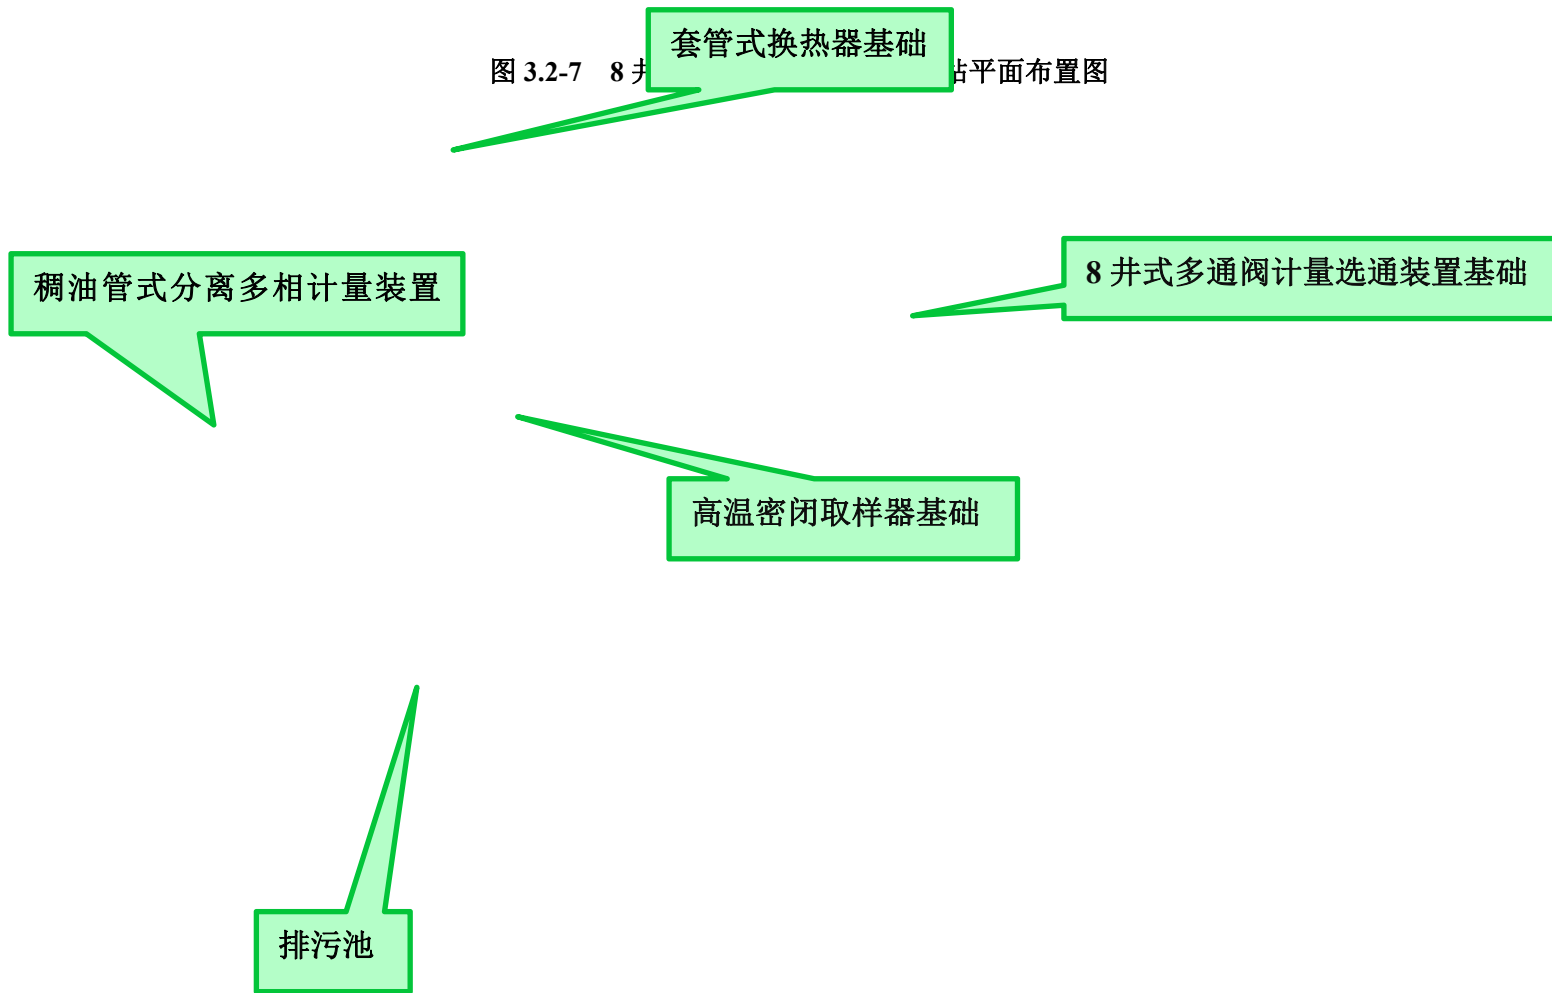 套管式换热器基础
图 3.2-7 8 井 平面布置图
8 井式多通阀计量选通装置基础
稠油管式分离多相计量装置
高温密闭取样器基础
排污池